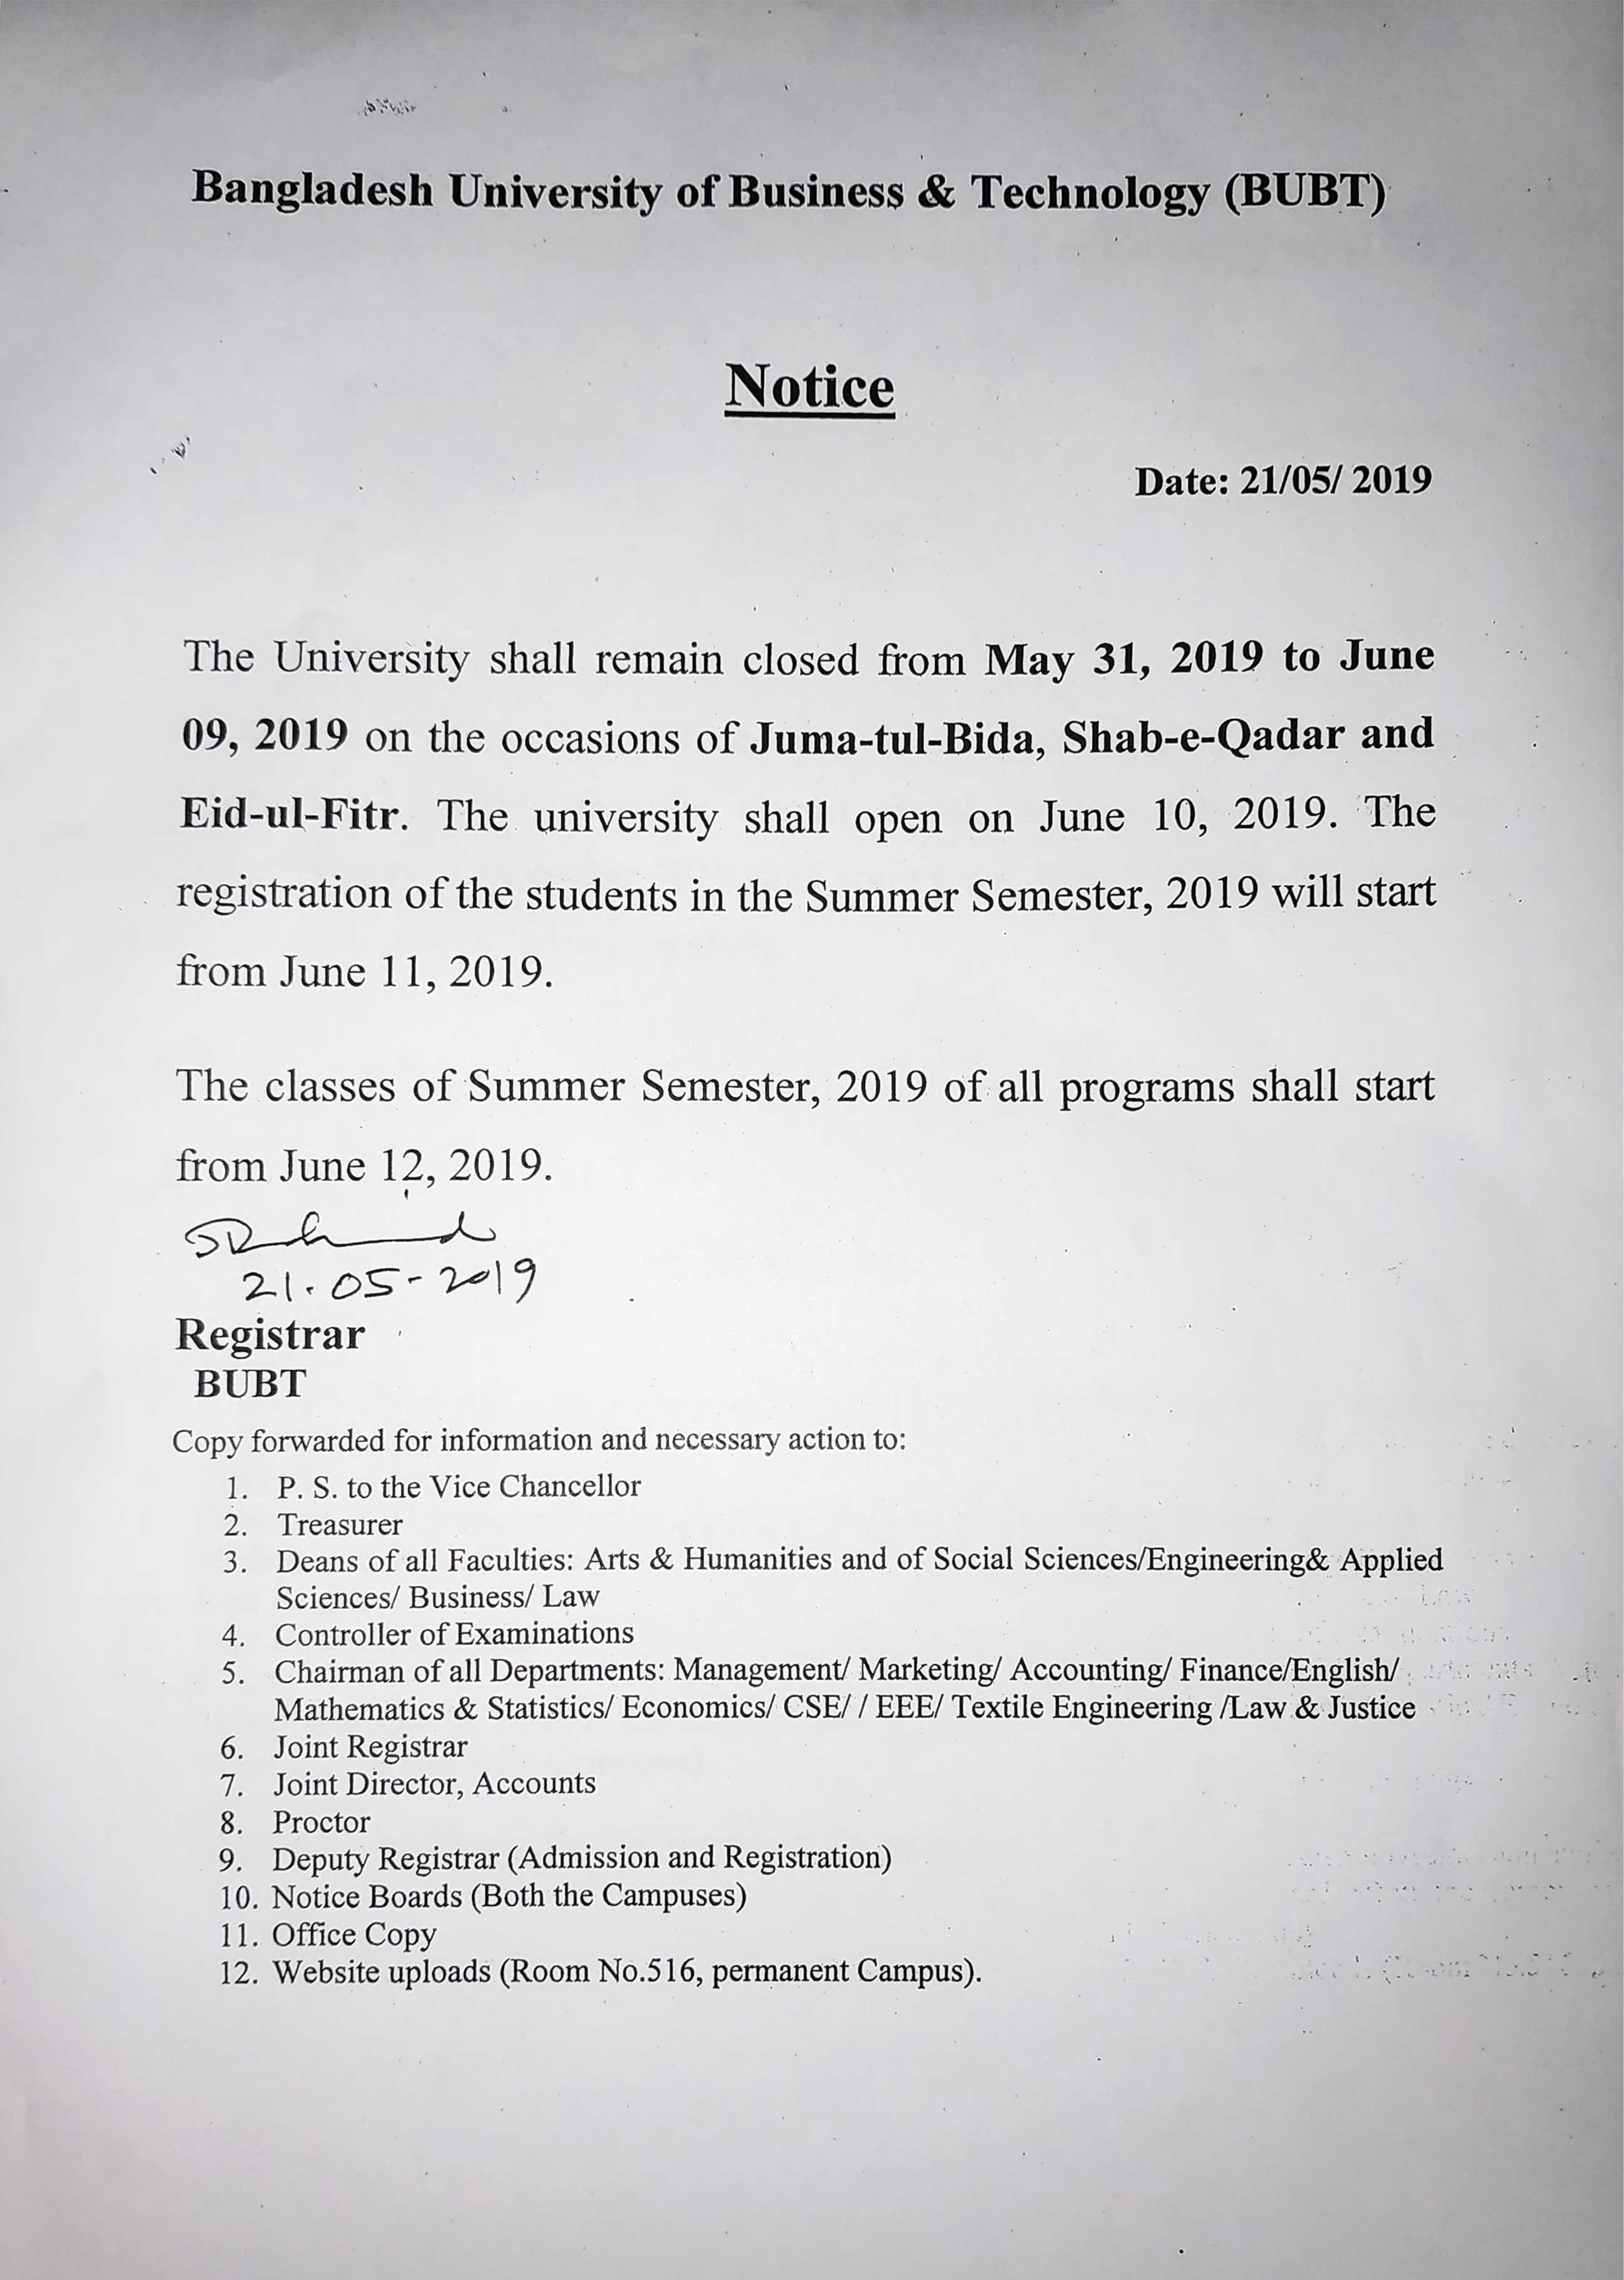 Bangladesh University of Business & Technology (BUBT)
Notice
Date: 21/05/ 2019
The University shall remain closed from May 31, 2019 to June
09, 2019 on the occasions of Juma-tul-Bida, Shab-e-Qadar and
Eid-ul-Fitr. The university shall open on June 10, 2019. The
registration of the students in the Summer Semester, 2019 will start
from June 11, 2019.
The classes of Summer Semester, 2019 of all programs shall start
from June 12, 2019.
21.05-2019
Registrar
BUBT
Copy forwarded for information and necessary action to:
1. P. S. to the Vice Chancellor
2. Treasurer
3. Deans of all Faculties: Arts & Humanities and of Social Sciences/Engineering& Applied
Sciences/ Business/ Law
4. Controller of Examinations
5. Chairman of all Departments: Management/ Marketing/ Accounting/ Finance/English/
Mathematics & Statistics/ Economics/ CSE/ / EEE/ Textile Engineering /Law & Justice
6. Joint Registrar
7. Joint Director, Accounts
8. Proctor
9. Deputy Registrar (Admission and Registration)
10. Notice Boards (Both the Campuses)
11. Office Copy
12. Website uploads (Room No.516, permanent Campus).